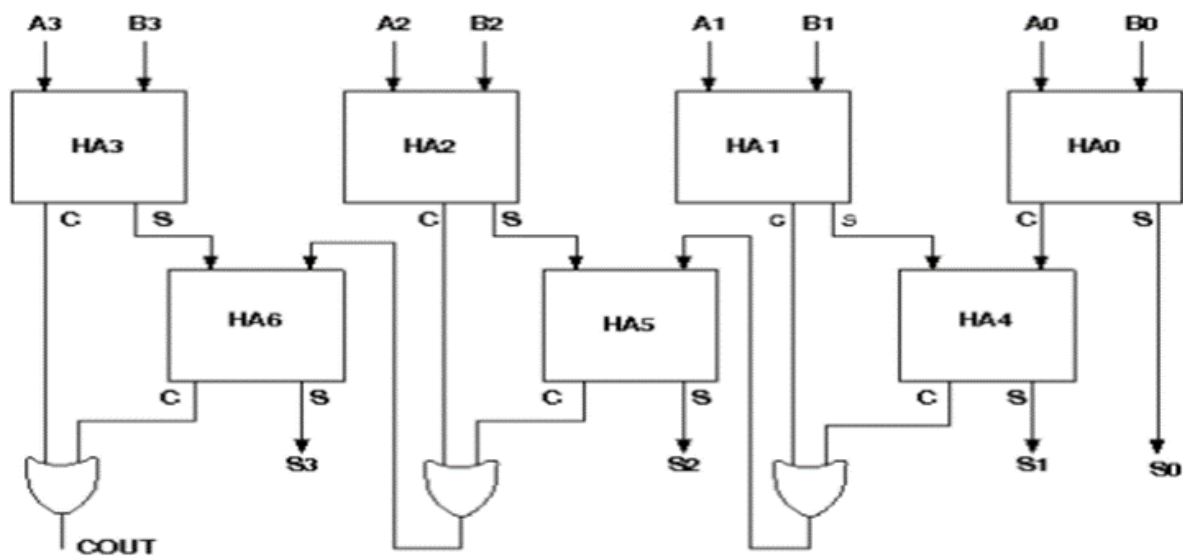 A3 B3 A2 B2 A1 B1 A0 B0
HA3 HA2 HA1 HA0
C S C S C S C S
HA6 HA5 HA4
C S C S C S
S3 S2 S1 S0
COUT